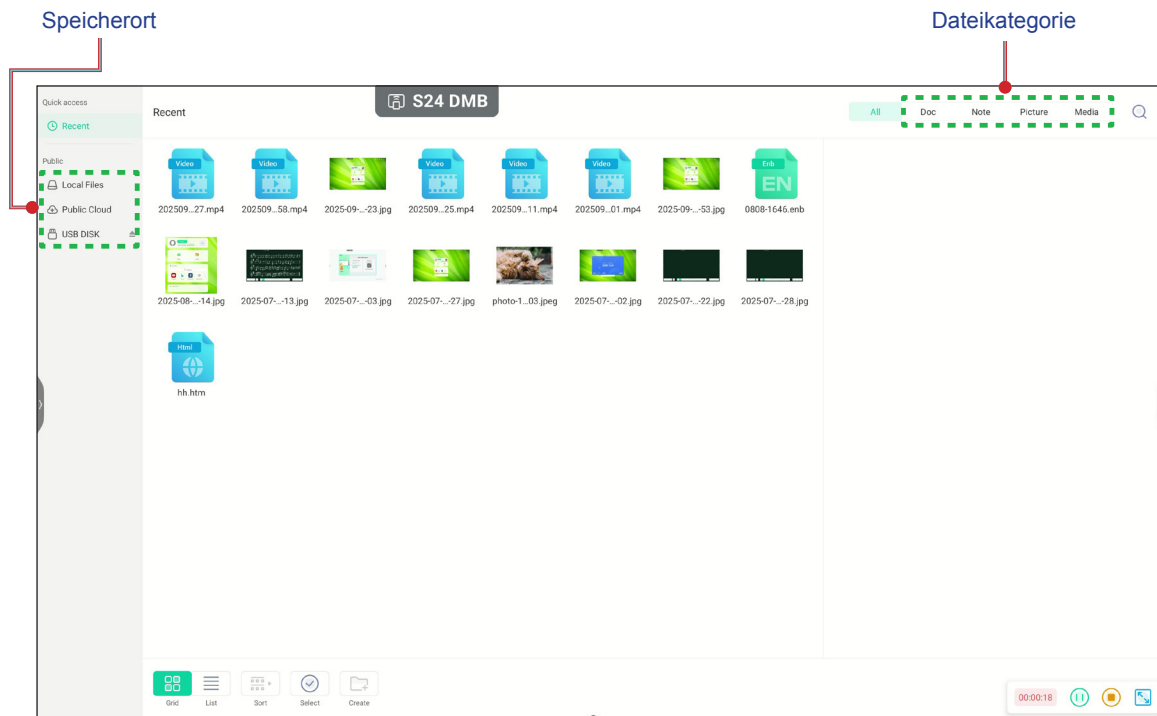 Speicherort
Dateikategorie
Quick access
Recent
Public
Local Files
Public Cloud
USB DISK
Recent
S24 DMB
All Doc Note Picture Media
Video
Video
Video
Video
Video
Enb
EN
202509...27.mp4 202509...58.mp4 2025-09-...-23.jpg 202509...25.mp4 202509...11.mp4 202509...01.mp4 2025-09-...-53.jpg 0808-1646.enb
2025-08-...-14.jpg 2025-07-...-13.jpg 2025-07-...-03.jpg 2025-07-...-27.jpg photo-1...03.jpeg 2025-07-...-02.jpg 2025-07-...-22.jpg 2025-07-...-28.jpg
Html
hh.htm
Grid List Sort Select Create
00:00:18